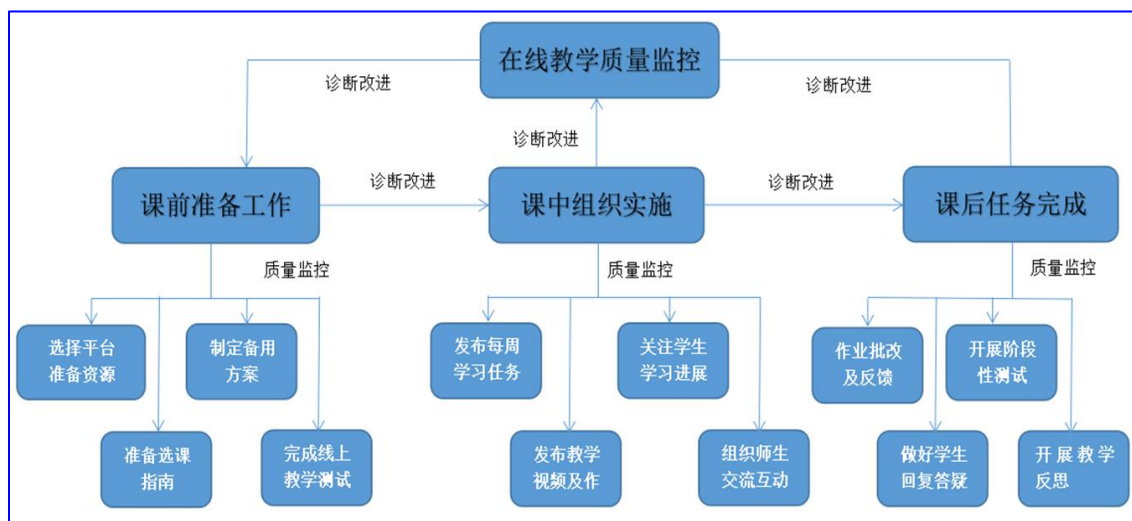 在线教学质量监控
诊断改进
诊断改进
诊断改进
课前准备工作
诊断改进
课中组织实施
诊断改进
课后任务完成
质量监控
质量监控
质量监控
选择平台
准备资源
制定备用
方案
发布每周
学习任务
关注学生
学习进展
作业批改
及反馈
开展阶段
性测试
准备选课
指南
完成线上
教学测试
发布教学
视频及作
组织师生
交流互动
做好学生
回复答疑
开展教学
反思